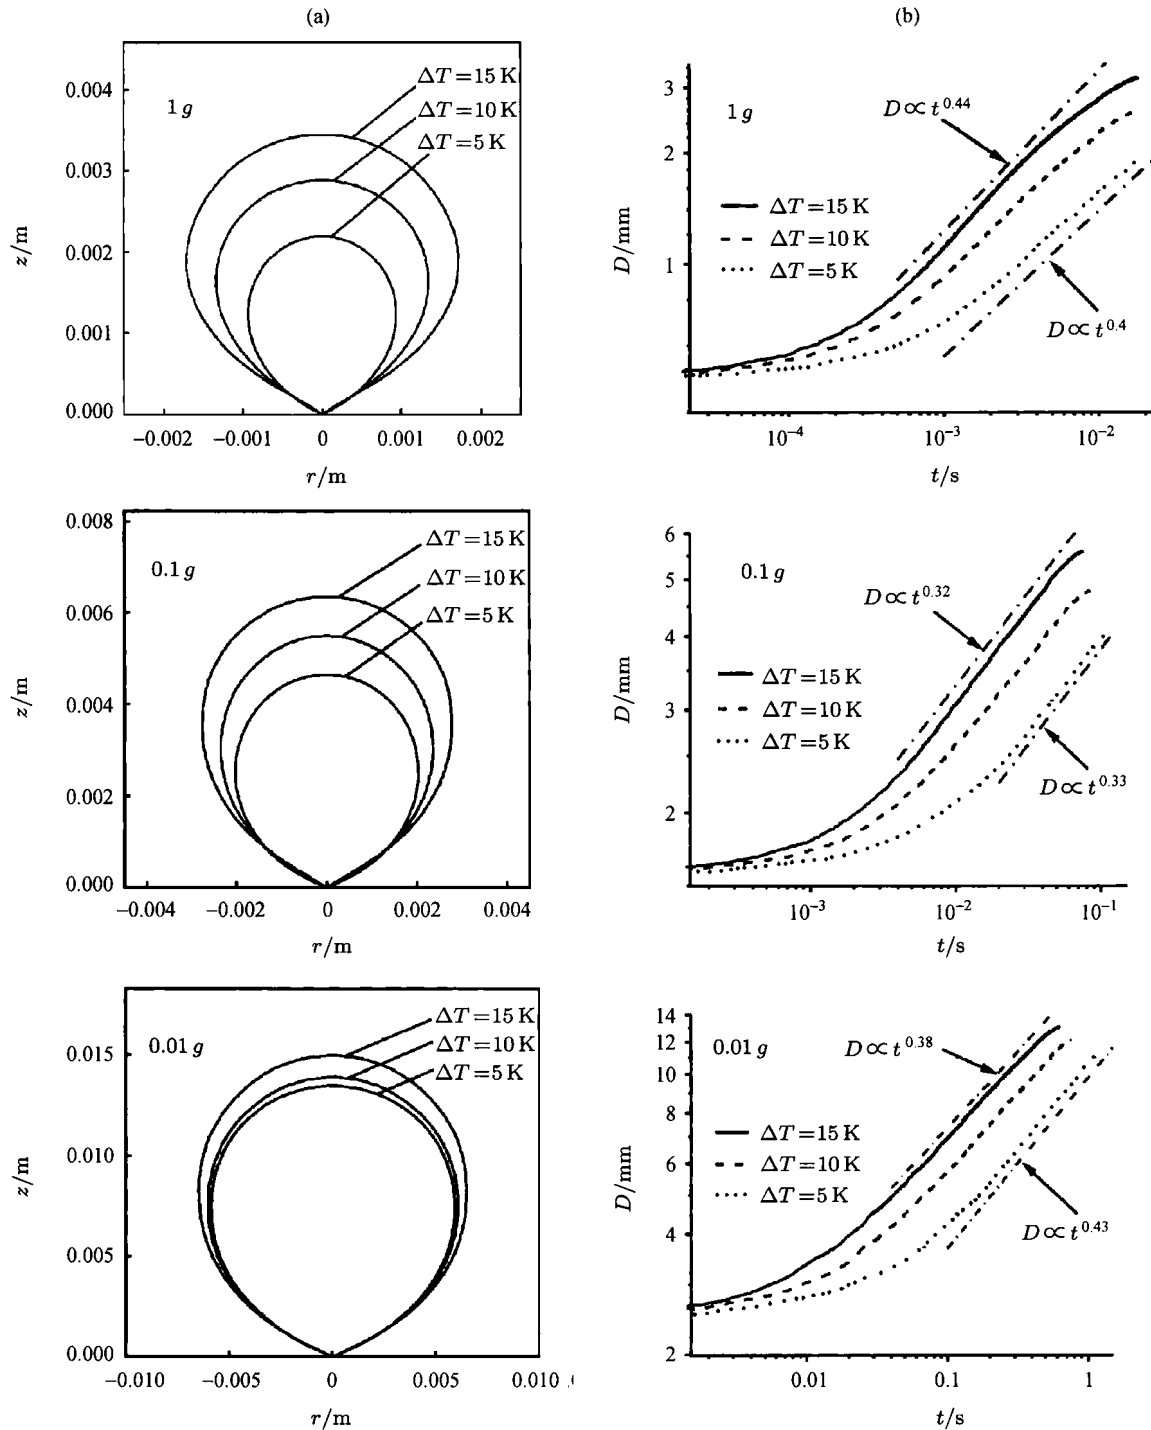 (a)
(b)
1 g
ΔT=15 K
ΔT=10 K
ΔT=5 K
z/m
0.004
0.003
0.002
0.001
0.000
−0.002 −0.001 0 0.001 0.002
r/m
1 g
D∝t^0.44
ΔT=15 K
ΔT=10 K
ΔT=5 K
D∝t^0.4
D/mm
3
2
1
10^−4 10^−3 10^−2
t/s
0.1 g
ΔT=15 K
ΔT=10 K
ΔT=5 K
z/m
0.008
0.006
0.004
0.002
0.000
−0.004 −0.002 0 0.002 0.004
r/m
0.1 g
D∝t^0.32
ΔT=15 K
ΔT=10 K
ΔT=5 K
D∝t^0.33
D/mm
6
5
4
3
2
10^−3 10^−2 10^−1
t/s
0.01 g
ΔT=15 K
ΔT=10 K
ΔT=5 K
z/m
0.015
0.010
0.005
0.000
−0.010 −0.005 0 0.005 0.010
r/m
0.01 g
D∝t^0.38
ΔT=15 K
ΔT=10 K
ΔT=5 K
D∝t^0.43
D/mm
14
12
10
8
6
4
2
0.01 0.1 1
t/s